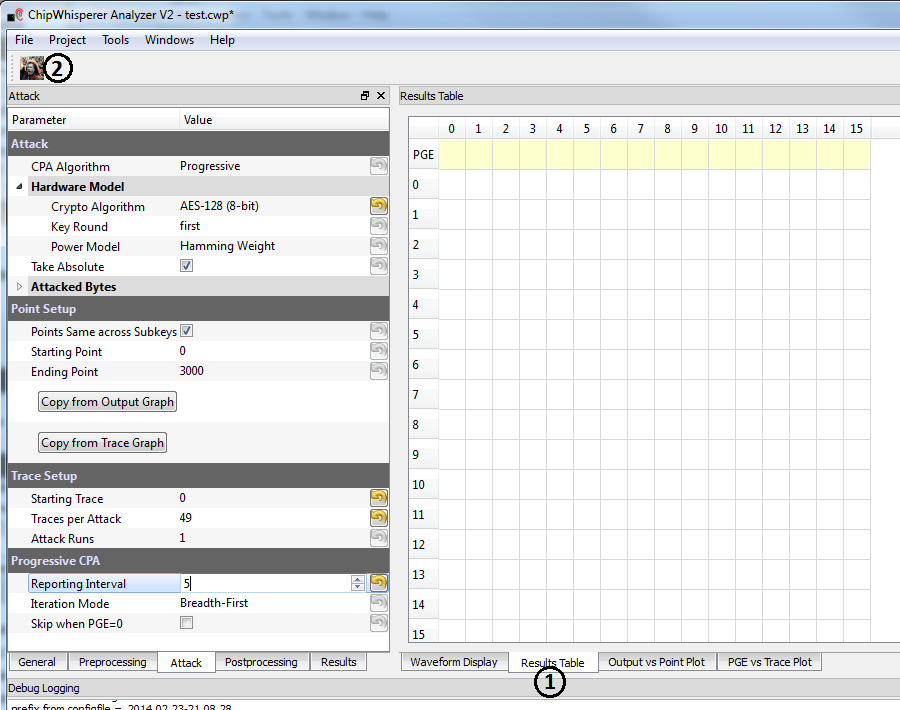 ChipWhisperer Analyzer V2 - test.cwp*
File Project Tools Windows Help
2
Attack
Parameter Value
Attack
CPA Algorithm Progressive
Hardware Model
Crypto Algorithm AES-128 (8-bit)
Key Round first
Power Model Hamming Weight
Take Absolute
Attacked Bytes
Point Setup
Points Same across Subkeys
Starting Point 0
Ending Point 3000
Copy from Output Graph
Copy from Trace Graph
Trace Setup
Starting Trace 0
Traces per Attack 49
Attack Runs 1
Progressive CPA
Reporting Interval 5
Iteration Mode Breadth-First
Skip when PGE=0
General Preprocessing Attack Postprocessing Results
Results Table
0 1 2 3 4 5 6 7 8 9 10 11 12 13 14 15
PGE
0
1
2
3
4
5
6
7
8
9
10
11
12
13
14
15
Waveform Display Results Table Output vs Point Plot PGE vs Trace Plot
1
Debug Logging
prefix from configfile = 2014.02.23-21.08.28